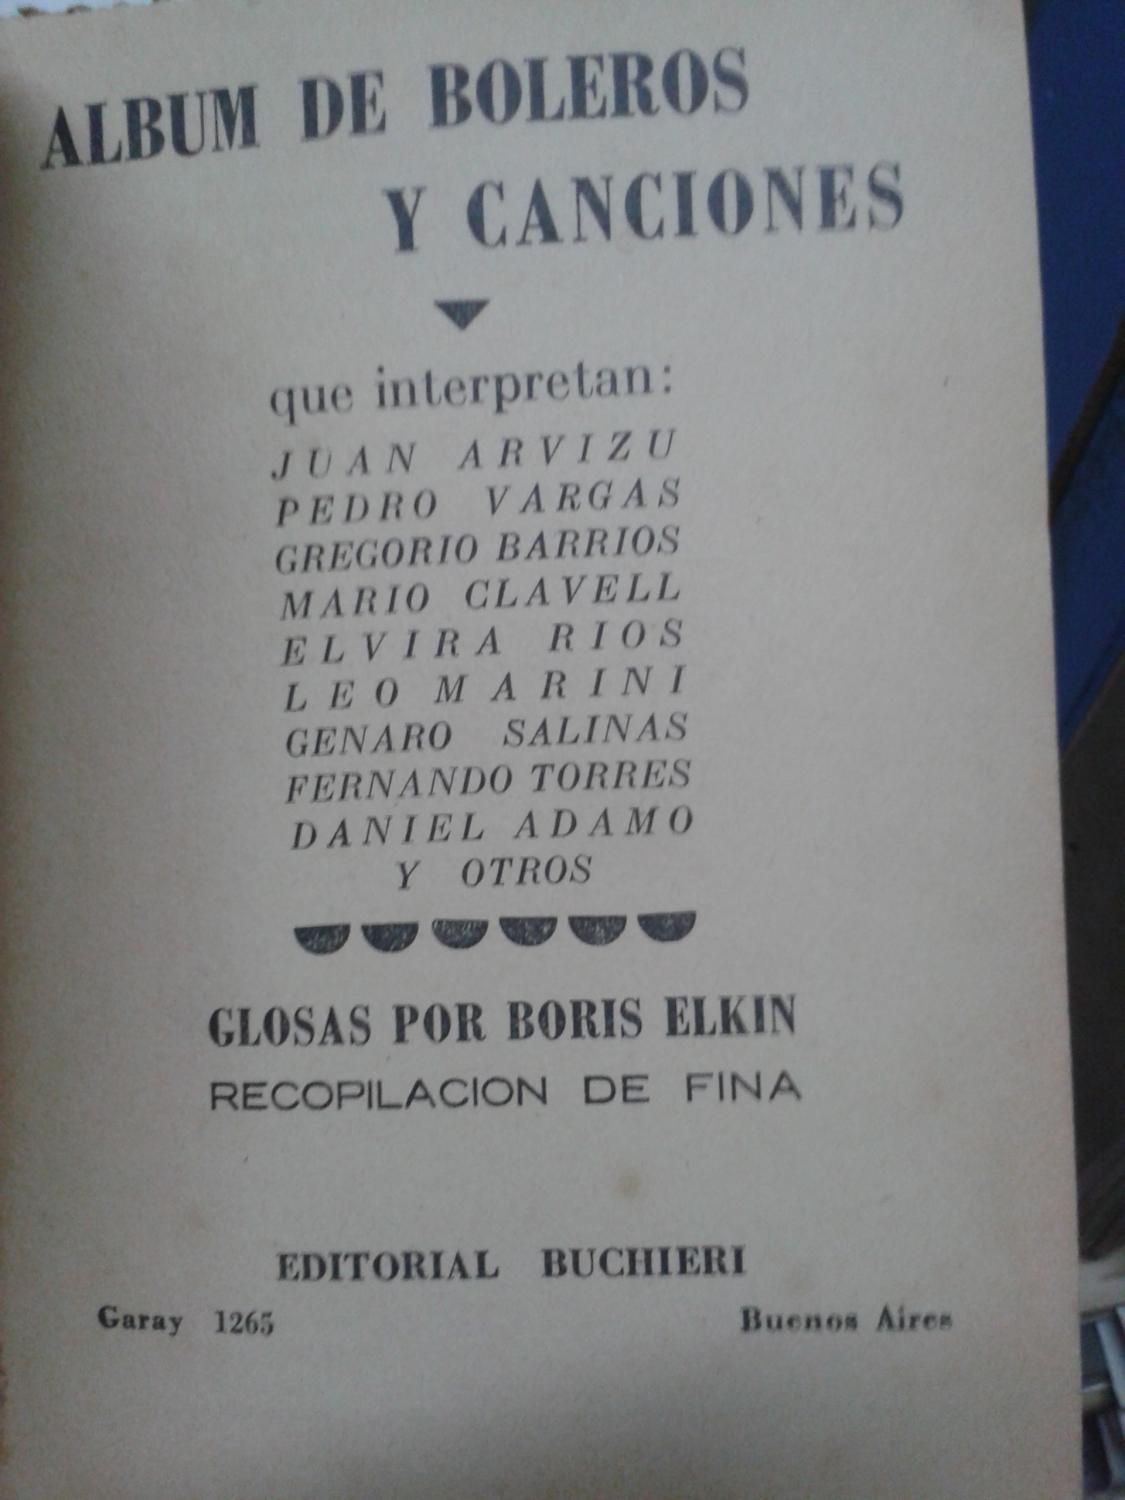 ALBUM DE BOLEROS
Y CANCIONES
que interpretan:
JUAN ARVIZU
PEDRO VARGAS
GREGORIO BARRIOS
MARIO CLAVELL
ELVIRA RIOS
LEO MARINI
GENARO SALINAS
FERNANDO TORRES
DANIEL ADAMO
Y OTROS
GLOSAS POR BORIS ELKIN
RECOPILACION DE FINA
EDITORIAL BUCHIERI
Garay 1265 Buenos Aires